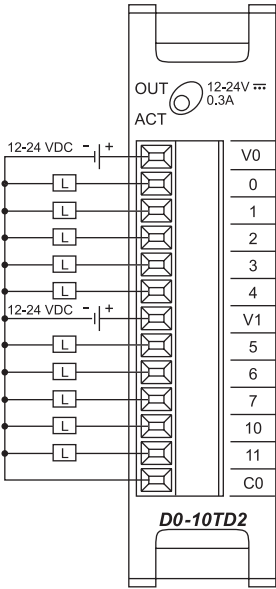 OUT 12-24V ⎓
0.3A
ACT
12-24 VDC - + V0
L 0
L 1
L 2
L 3
L 4
12-24 VDC - + V1
L 5
L 6
L 7
L 10
L 11
C0
D0-10TD2